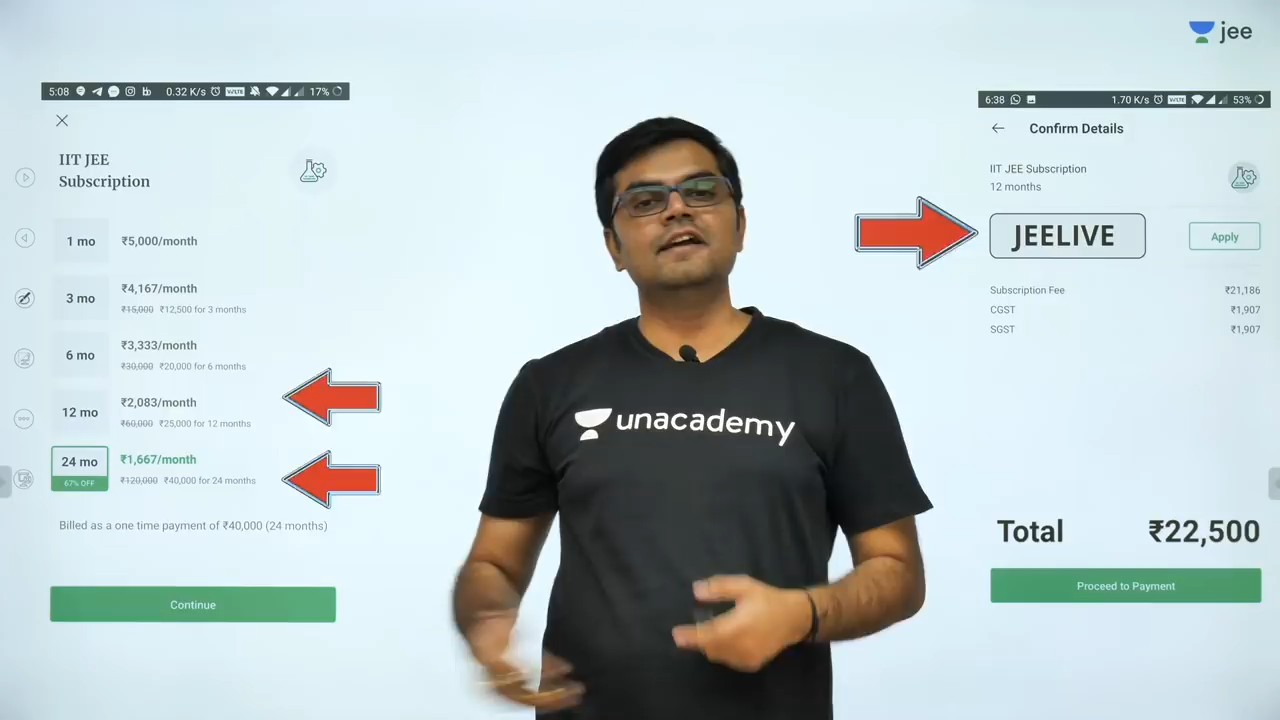 jee
5:08 0.32 K/s VoLTE 17%
IIT JEE
Subscription
1 mo ₹5,000/month
3 mo ₹4,167/month
₹15,000 ₹12,500 for 3 months
6 mo ₹3,333/month
₹30,000 ₹20,000 for 6 months
12 mo ₹2,083/month
₹60,000 ₹25,000 for 12 months
24 mo ₹1,667/month
67% OFF ₹120,000 ₹40,000 for 24 months
Billed as a one time payment of ₹40,000 (24 months)
Continue
unacademy
6:38 1.70 K/s VoLTE 53%
Confirm Details
IIT JEE Subscription
12 months
JEELIVE Apply
Subscription Fee ₹21,186
CGST ₹1,907
SGST ₹1,907
Total ₹22,500
Proceed to Payment